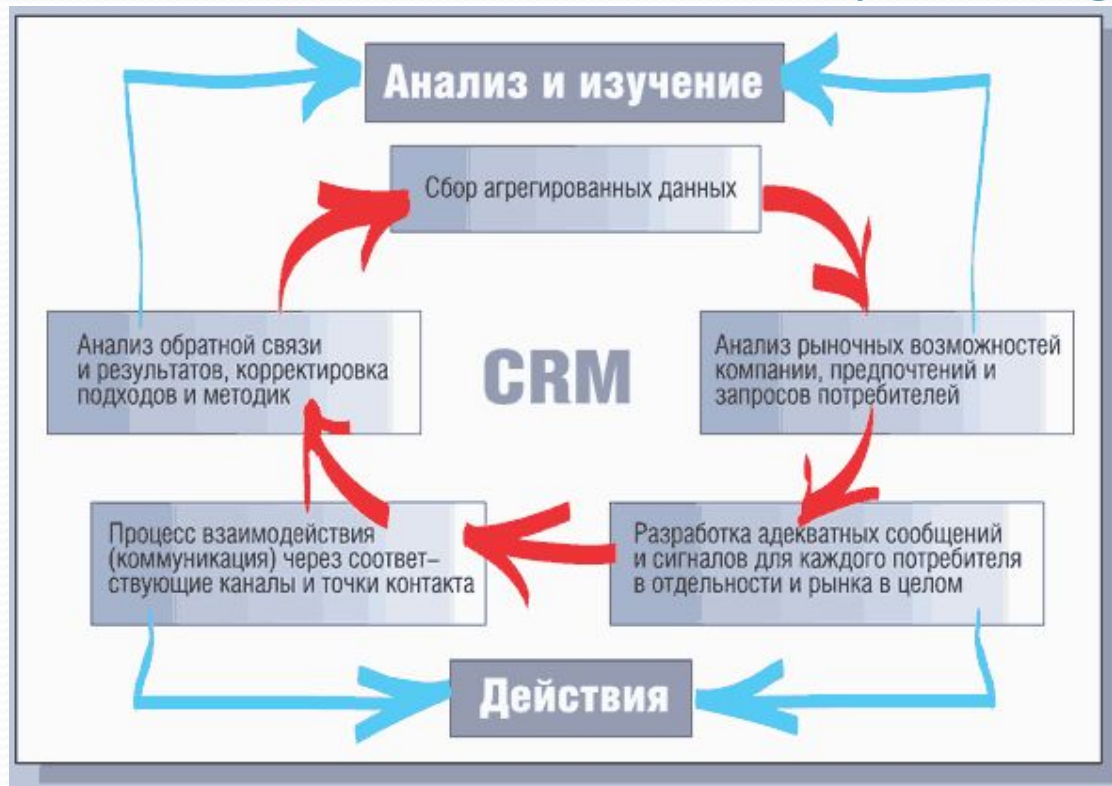 Анализ и изучение
Сбор агрегированных данных
Анализ обратной связи
и результатов, корректировка
подходов и методик
CRM
Анализ рыночных возможностей
компании, предпочтений и
запросов потребителей
Процесс взаимодействия
(коммуникация) через соответ–
ствующие каналы и точки контакта
Разработка адекватных сообщений
и сигналов для каждого потребителя
в отдельности и рынка в целом
Действия